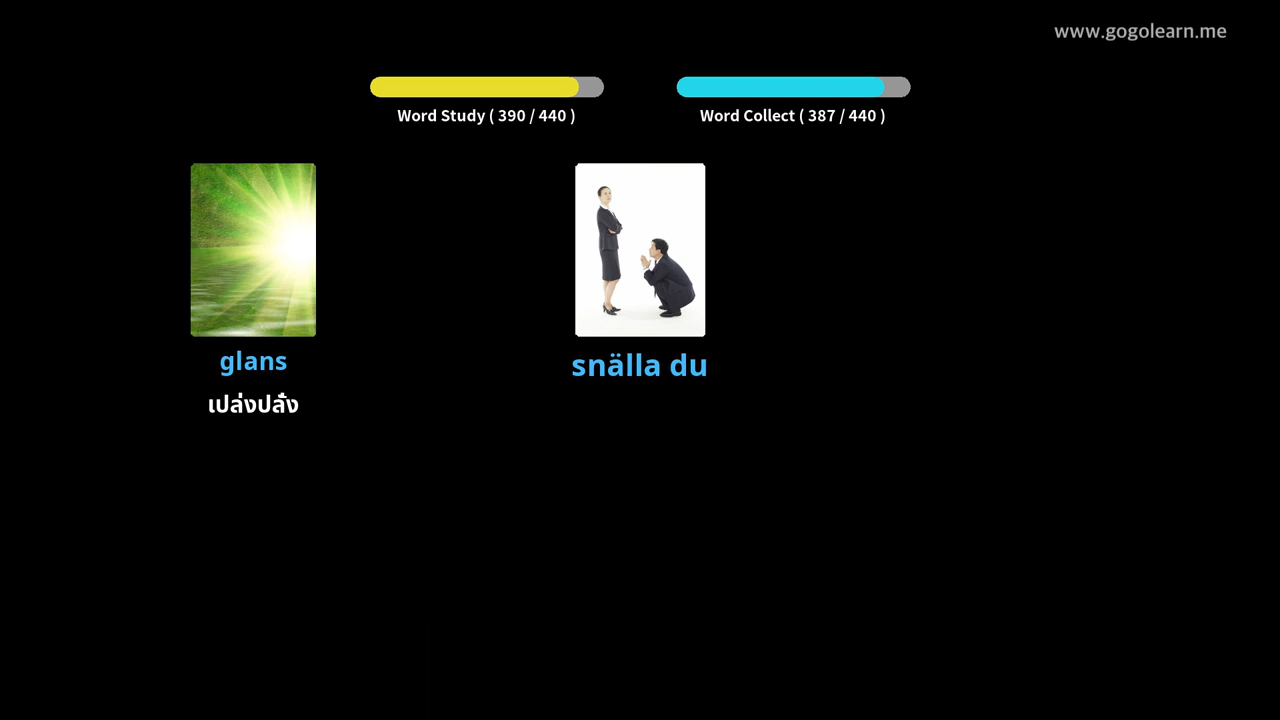 www.gogolearn.me
Word Study ( 390 / 440 )
Word Collect ( 387 / 440 )
glans
เปล่งปลั่ง
snälla du